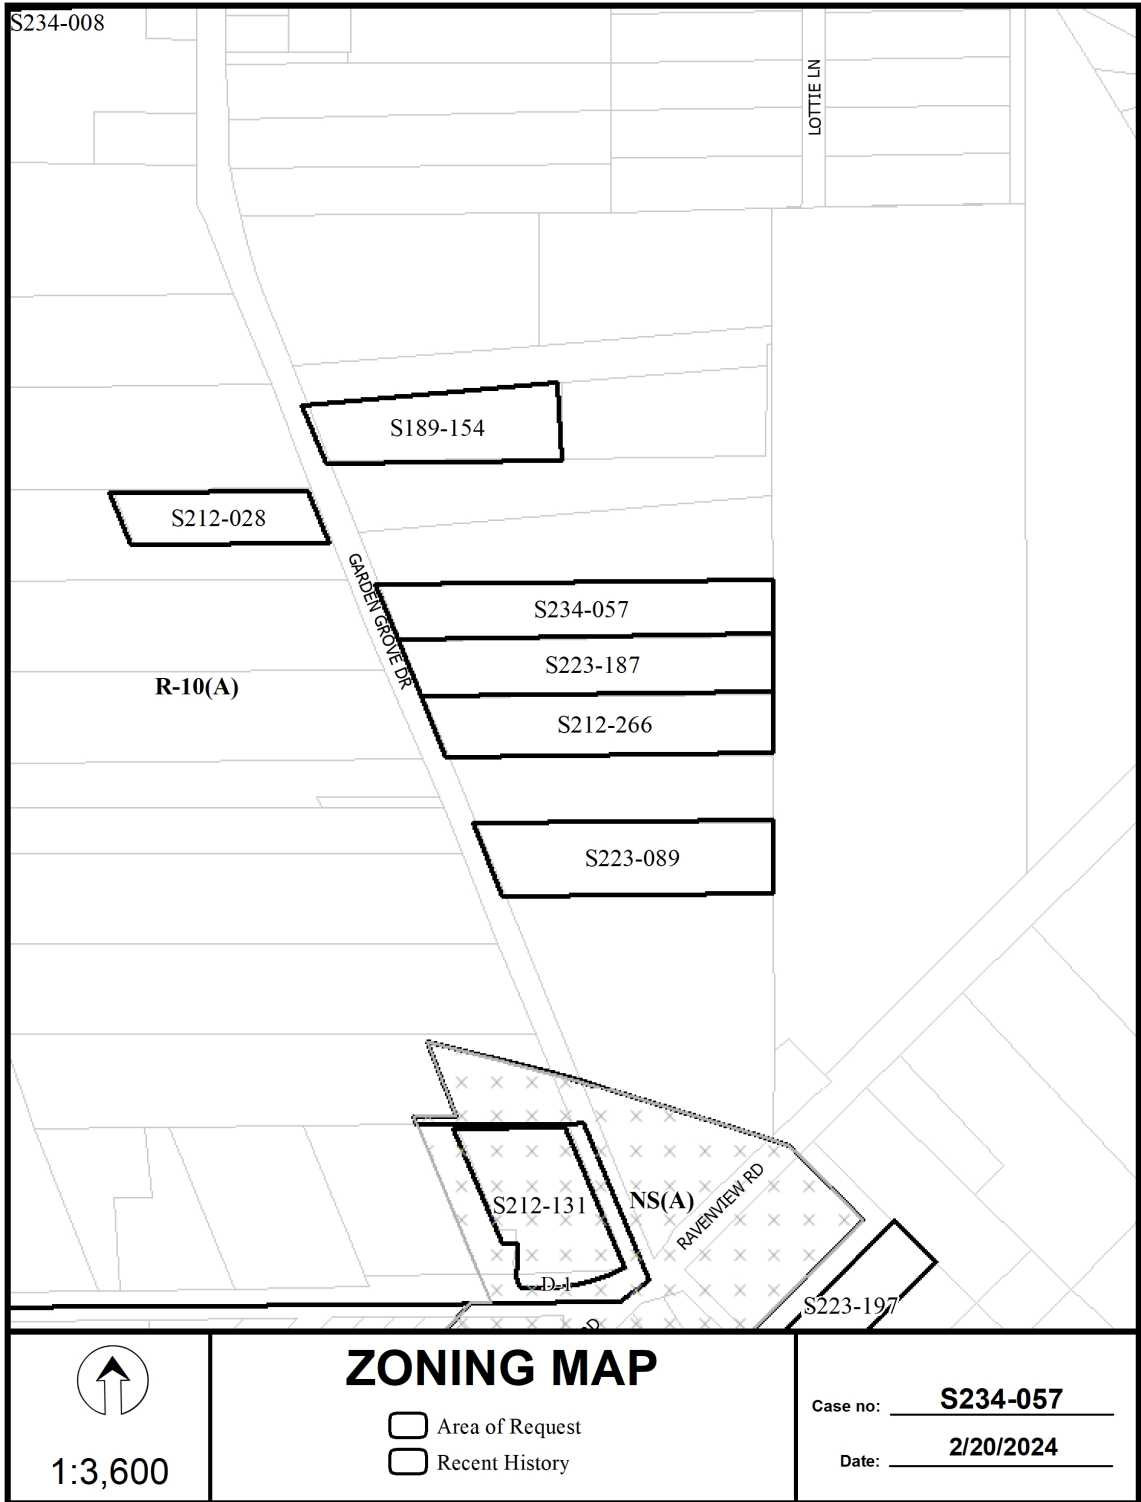 S234-008
LOTTIE LN
S189-154
S212-028
GARDEN GROVE DR
S234-057
S223-187
R-10(A)
S212-266
S223-089
S212-131
NS(A)
RAVENVIEW RD
D-1
S223-197
RD
ZONING MAP
Area of Request
Recent History
1:3,600
Case no: S234-057
Date: 2/20/2024